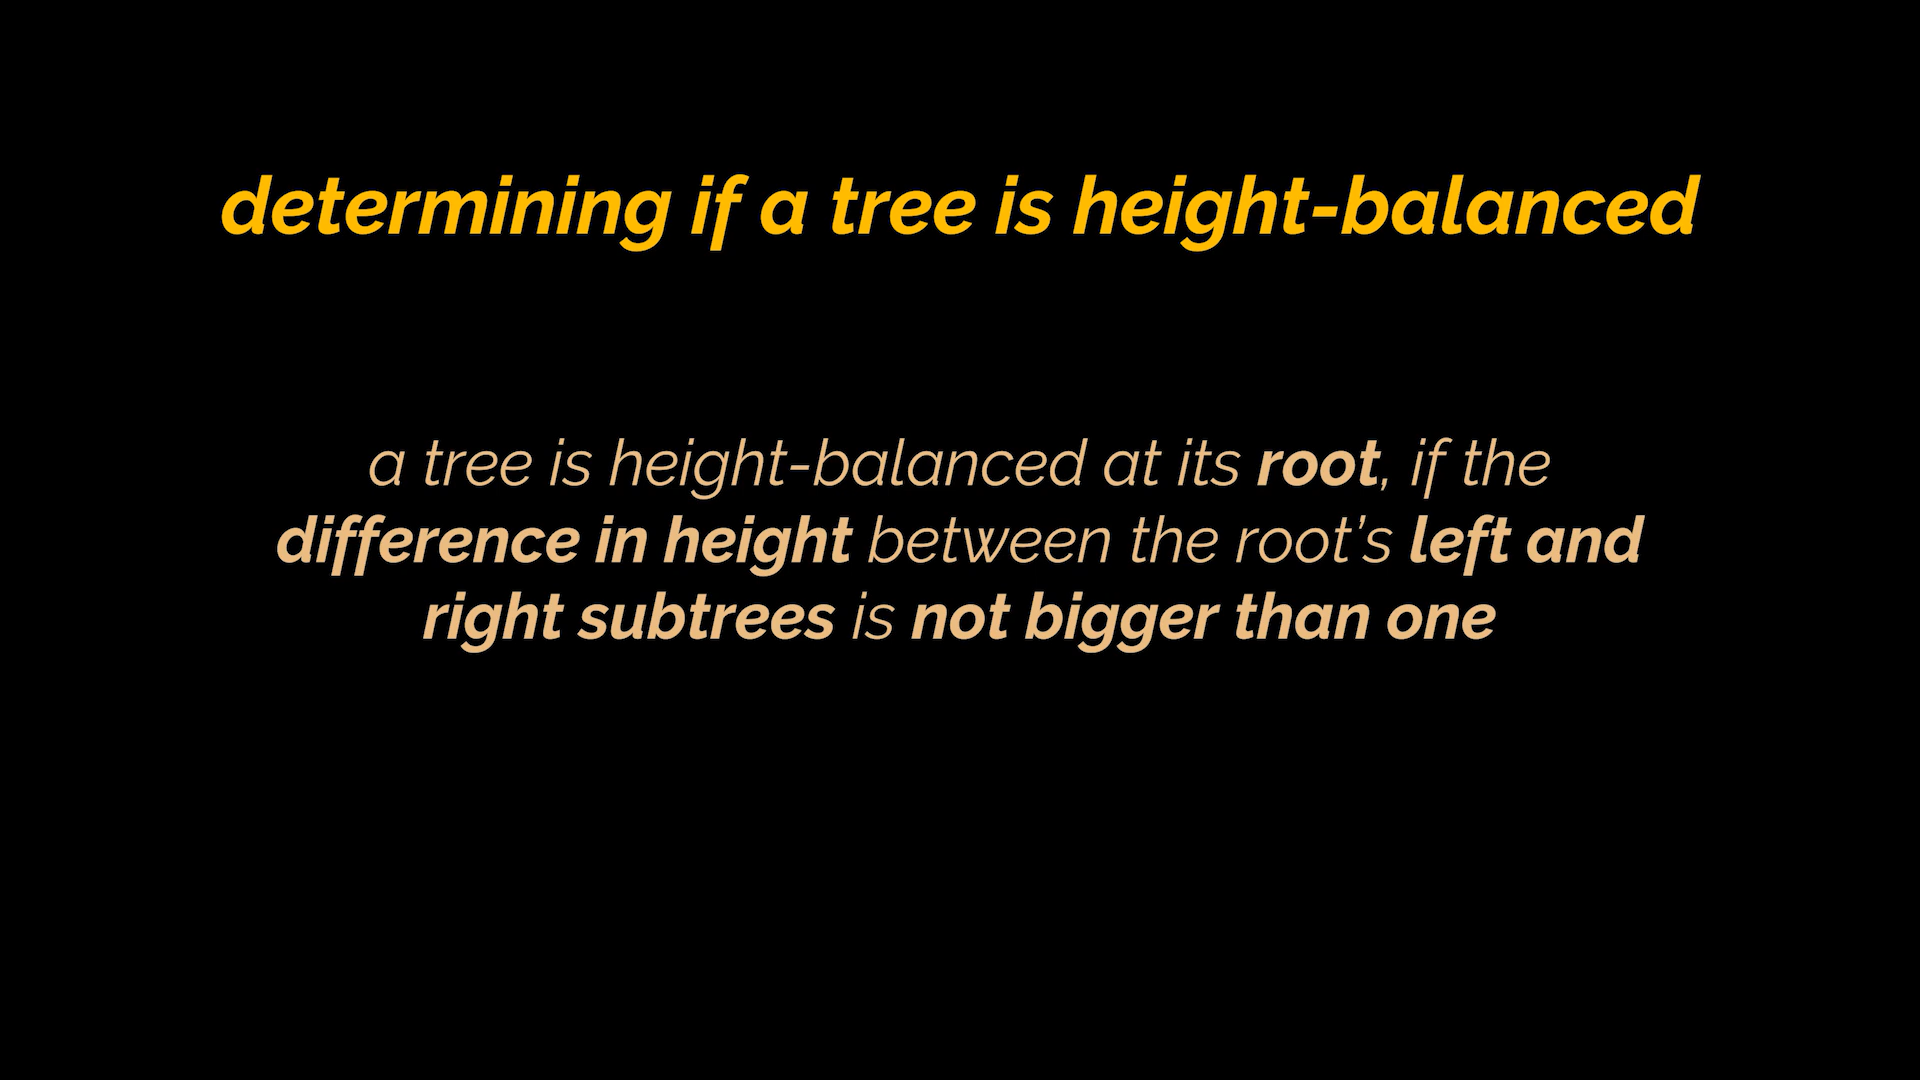 determining if a tree is height-balanced
a tree is height-balanced at its root, if the
difference in height between the root’s left and
right subtrees is not bigger than one